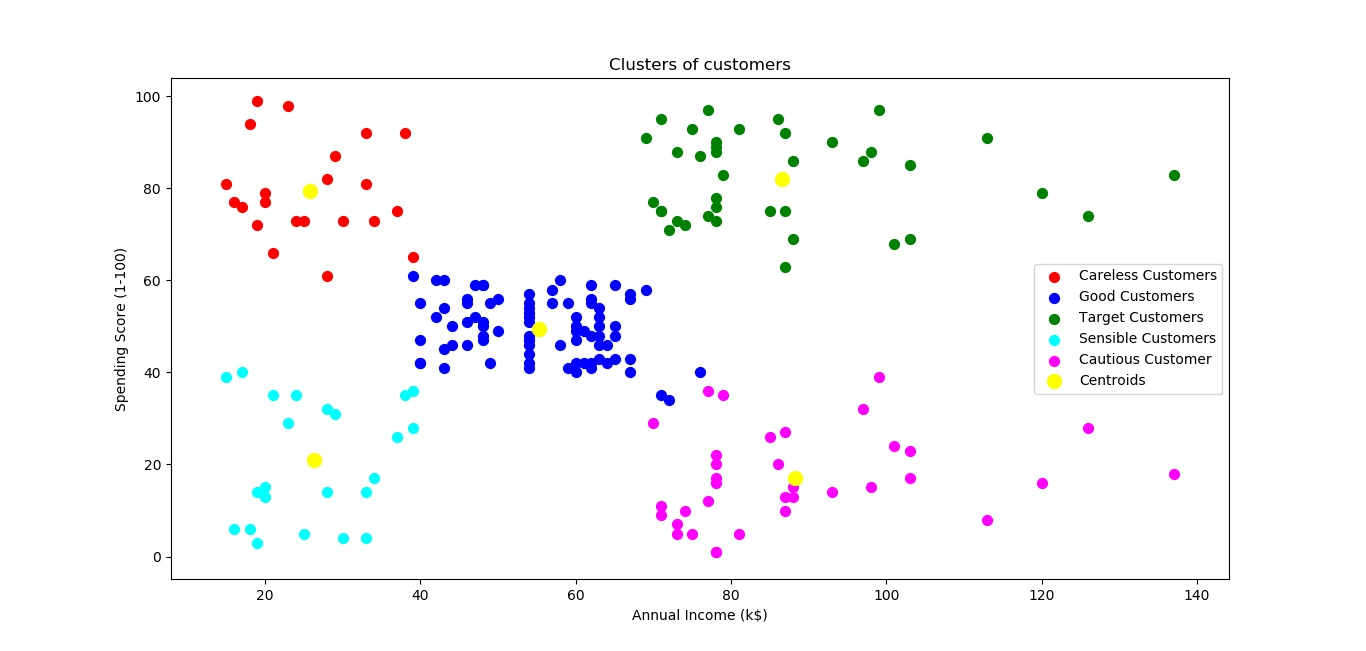 Clusters of customers
100
80
60
40
20
0
Spending Score (1-100)
Careless Customers
Good Customers
Target Customers
Sensible Customers
Cautious Customer
Centroids
20 40 60 80 100 120 140
Annual Income (k$)